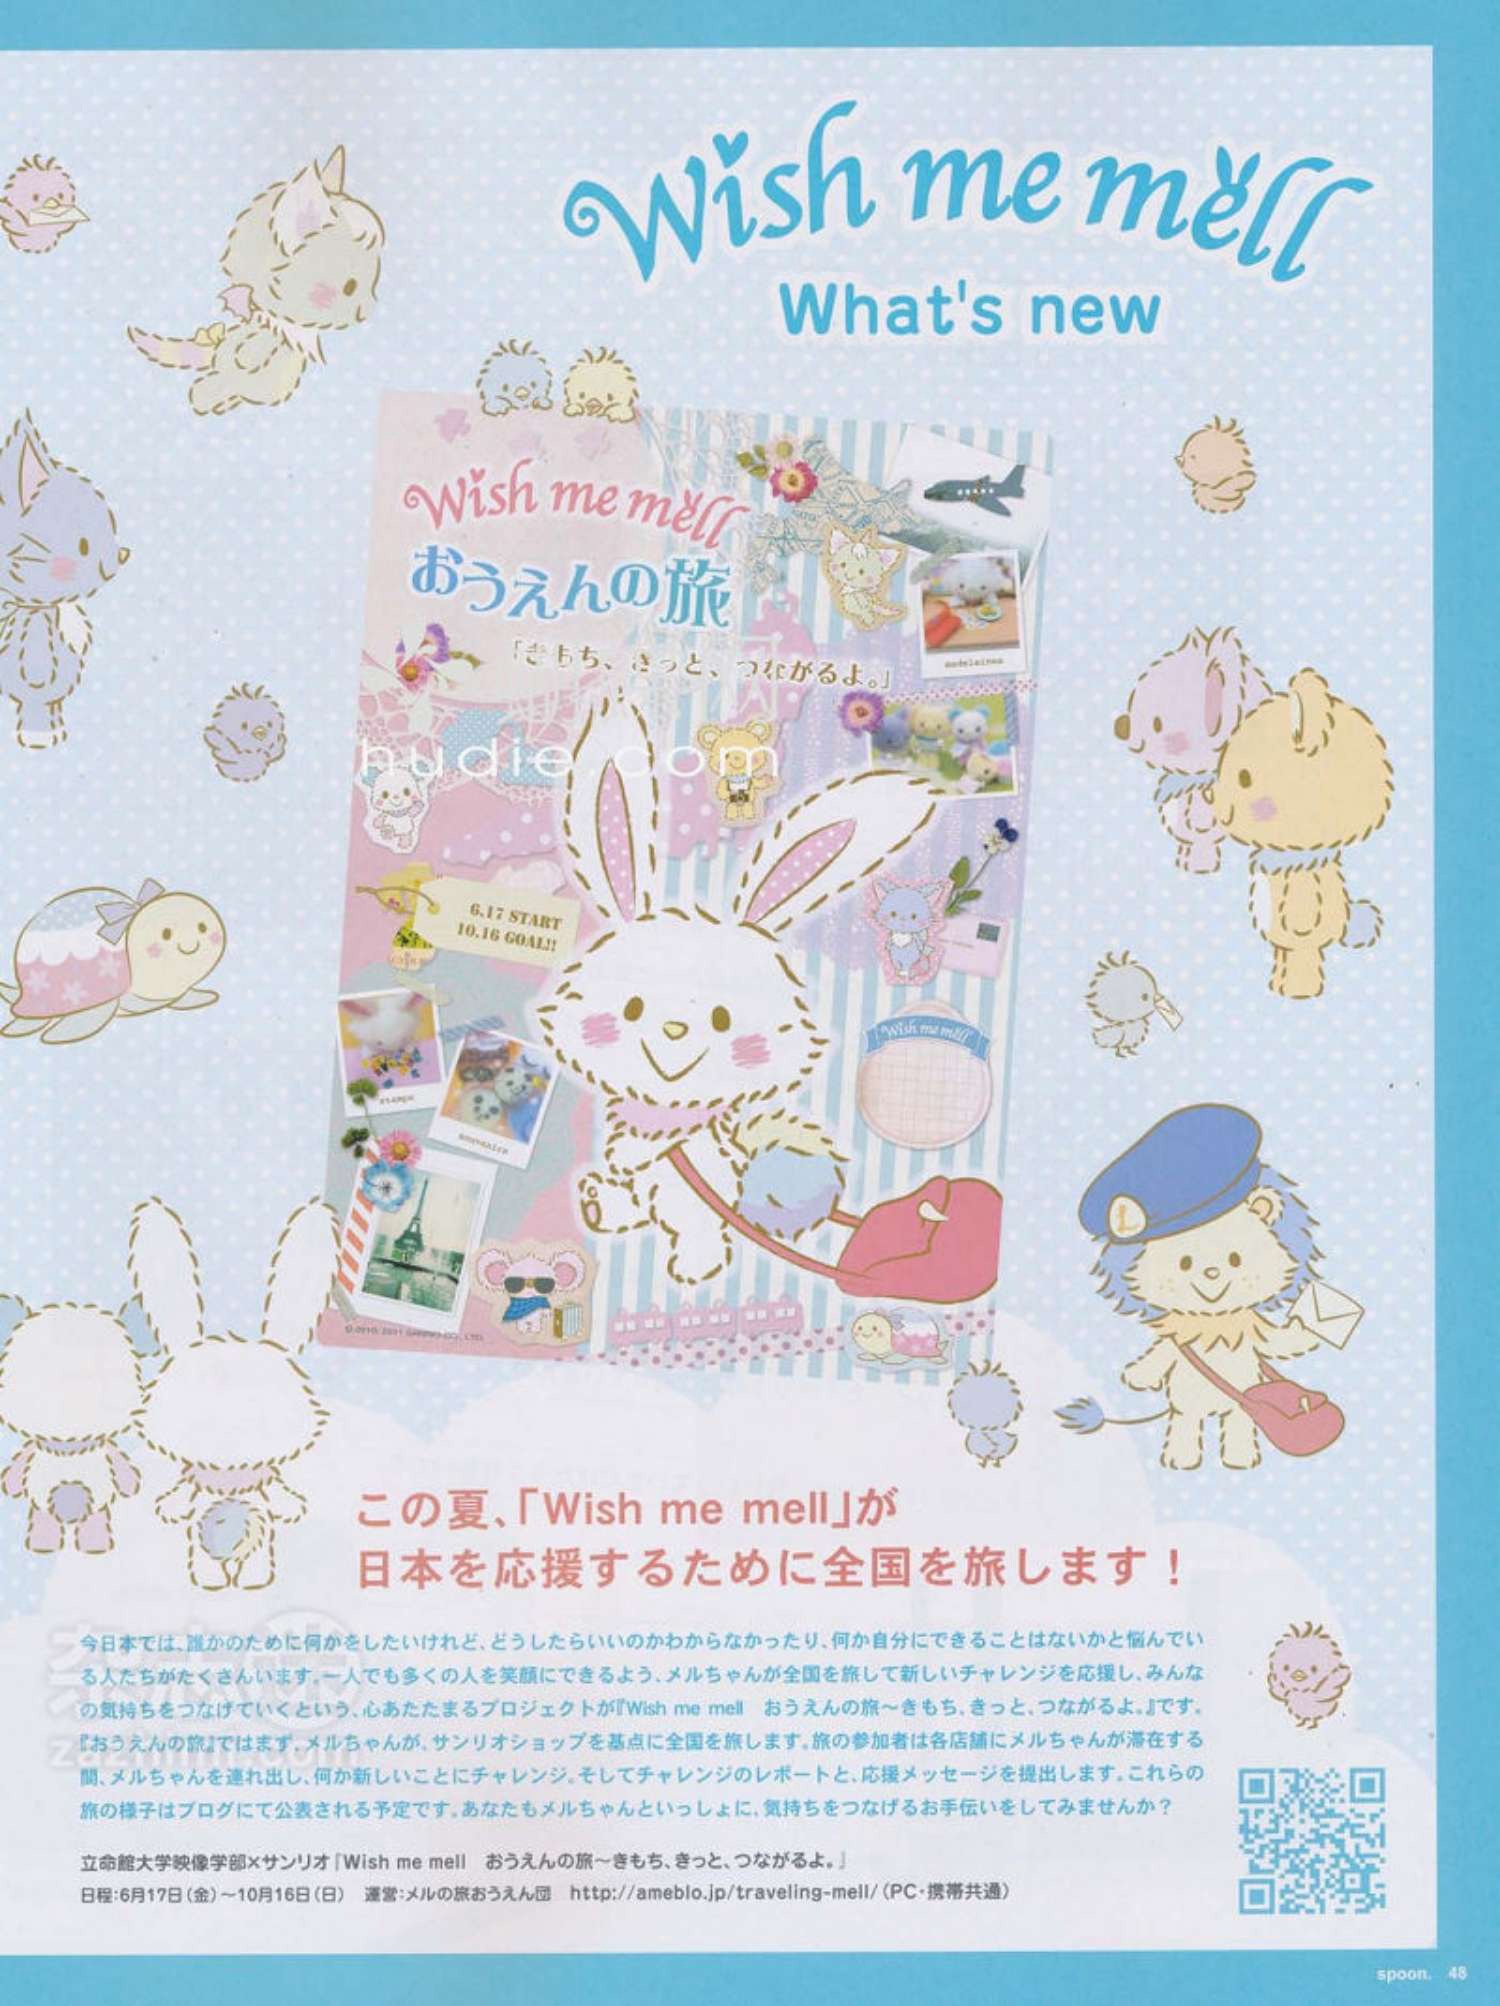 Wish me mell
What's new
Wish me mell
おうえんの旅
「きもち、きっと、つながるよ。」
madeleines
hudie.com
6.17 START
10.16 GOAL!!
Wish me mell
stamps
souvenirs
L
© 2010, 2011 SANRIO CO., LTD.
この夏、「Wish me mell」が
日本を応援するために全国を旅します！
今日本では、誰かのために何かをしたいけれど、どうしたらいいのかわからなかったり、何か自分にできることはないかと悩んでい
る人たちがたくさんいます。一人でも多くの人を笑顔にできるよう、メルちゃんが全国を旅して新しいチャレンジを応援し、みんな
の気持ちをつなげていくという、心あたたまるプロジェクトが『Wish me mell　おうえんの旅〜きもち、きっと、つながるよ。』です。
『おうえんの旅』ではまず、メルちゃんが、サンリオショップを基点に全国を旅します。旅の参加者は各店舗にメルちゃんが滞在する
間、メルちゃんを連れ出し、何か新しいことにチャレンジ。そしてチャレンジのレポートと、応援メッセージを提出します。これらの
旅の様子はブログにて公表される予定です。あなたもメルちゃんといっしょに、気持ちをつなげるお手伝いをしてみませんか？
立命館大学映像学部×サンリオ『Wish me mell　おうえんの旅〜きもち、きっと、つながるよ。』
日程：6月17日（金）〜10月16日（日）　運営：メルの旅おうえん団　http://ameblo.jp/traveling-mell/（PC・携帯共通）
spoon. 48